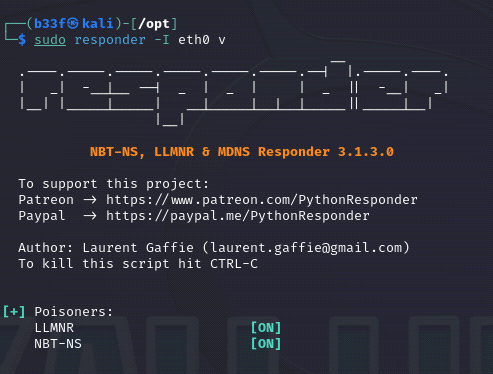 (b33f㉿kali)-[/opt]
$ sudo responder -I eth0 v
NBT-NS, LLMNR & MDNS Responder 3.1.3.0
To support this project:
Patreon -> https://www.patreon.com/PythonResponder
Paypal  -> https://paypal.me/PythonResponder
Author: Laurent Gaffie (laurent.gaffie@gmail.com)
To kill this script hit CTRL-C
[+] Poisoners:
LLMNR [ON]
NBT-NS [ON]